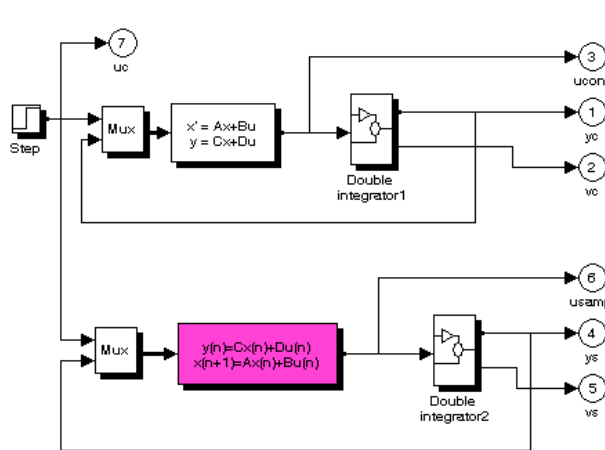 7
uc
3
ucon
Step
Mux
x' = Ax+Bu
y = Cx+Du
Double
integrator1
1
yc
2
vc
6
usamp
Mux
y(n)=Cx(n)+Du(n)
x(n+1)=Ax(n)+Bu(n)
Double
integrator2
4
ys
5
vs